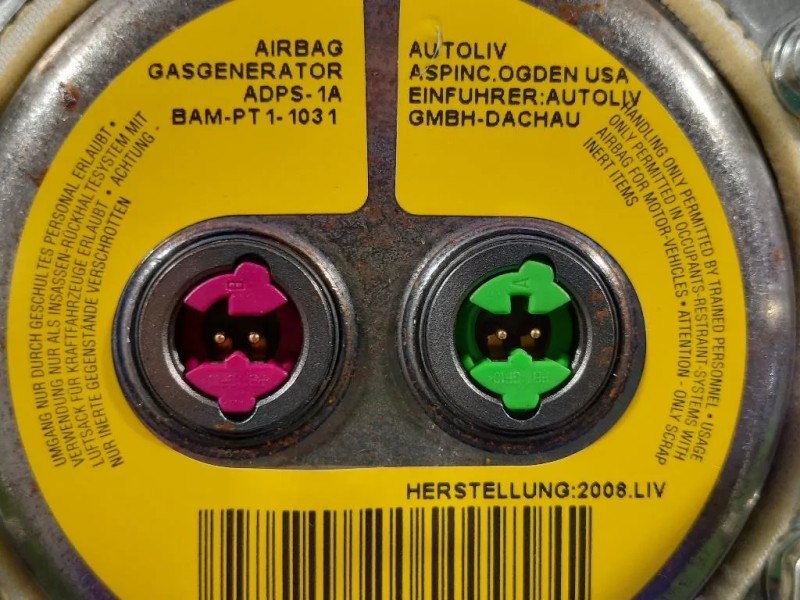 AIRBAG
GASGENERATOR
ADPS-1A
BAM-PT1-1031
AUTOLIV
ASPINC.OGDEN USA
EINFUHRER:AUTOLIV
GMBH-DACHAU
UMGANG NUR DURCH GESCHULTES PERSONAL ERLAUBT •
VERWENDUNG NUR ALS INSASSEN-RÜCKHALTESYSTEM MIT
LUFTSACK FÜR KRAFTFAHRZEUGE ERLAUBT • ACHTUNG -
NUR INERTE GEGENSTÄNDE VERSCHROTTEN
HANDLING ONLY PERMITTED BY TRAINED PERSONNEL • USAGE
ONLY PERMITTED IN OCCUPANTS-RESTRAINT-SYSTEMS WITH
AIRBAG FOR MOTOR-VEHICLES • ATTENTION - ONLY SCRAP
INERT ITEMS
B
A
HERSTELLUNG:2008.LIV